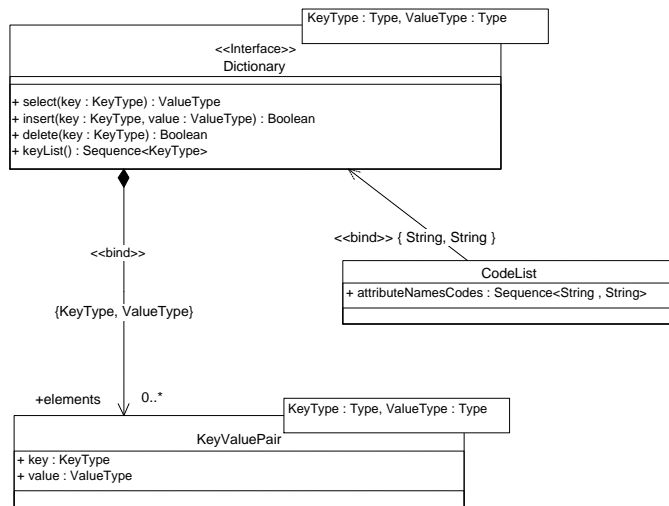 KeyType : Type, ValueType : Type
<<Interface>>
Dictionary
+ select(key : KeyType) : ValueType
+ insert(key : KeyType, value : ValueType) : Boolean
+ delete(key : KeyType) : Boolean
+ keyList() : Sequence<KeyType>
<<bind>> { String, String }
<<bind>>
CodeList
+ attributeNamesCodes : Sequence<String , String>
{KeyType, ValueType}
+elements
0..*
KeyType : Type, ValueType : Type
KeyValuePair
+ key : KeyType
+ value : ValueType